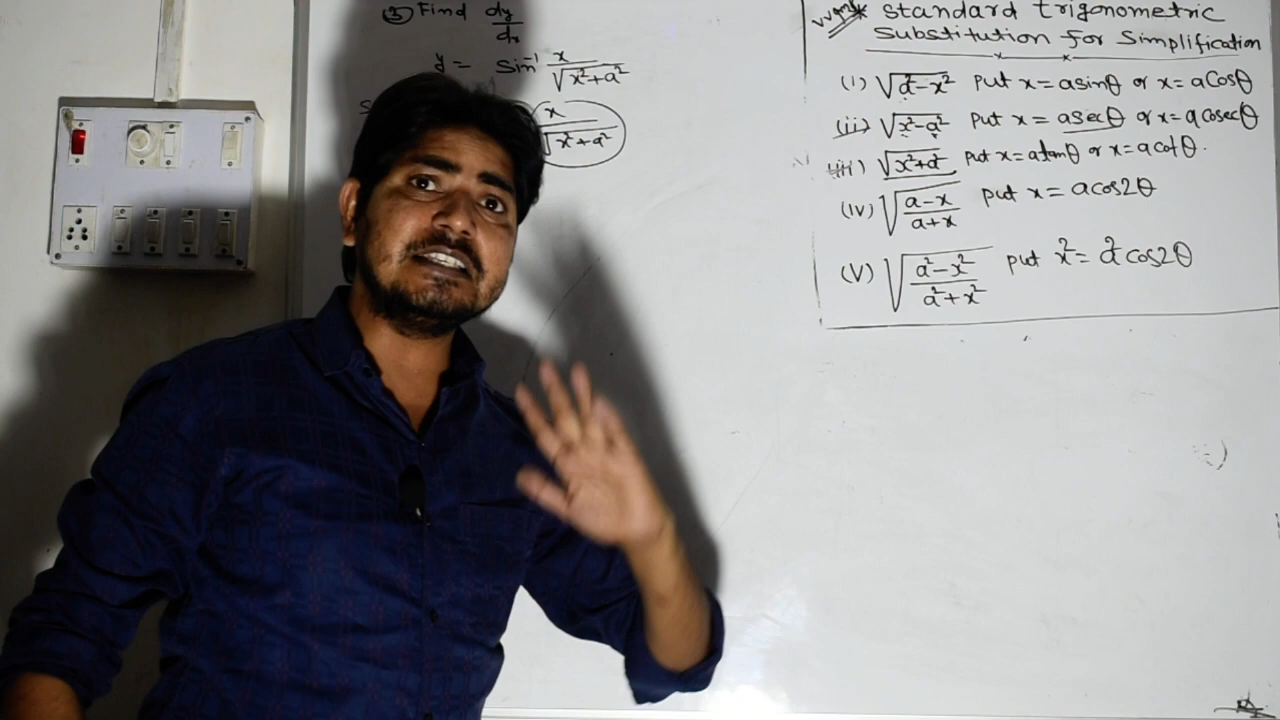 ③ Find dy/dx
y = sin⁻¹ x/√(x²+a²)
S
x/√(x²+a²)
Standard trigonometric
Substitution for Simplification
(i) √(a²-x²) put x = a sinθ or x = a Cosθ
(ii) √(x²-a²) put x = a secθ or x = a cosecθ
(iii) √(x²+a²) put x = a tanθ or x = a cotθ.
(iv) √((a-x)/(a+x)) put x = a cos2θ
(v) √((a²-x²)/(a²+x²)) put x² = a² cos2θ